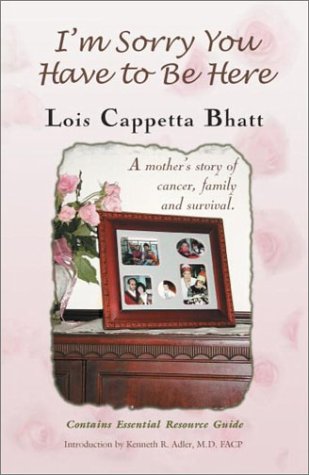 I'm Sorry You
Have to Be Here
Lois Cappetta Bhatt
A mother's story of
cancer, family
and survival.
Contains Essential Resource Guide
Introduction by Kenneth R. Adler, M.D. FACP